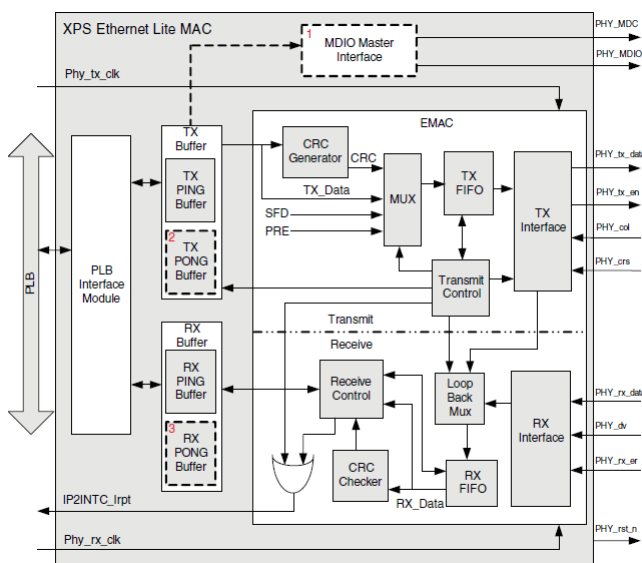 XPS Ethernet Lite MAC
1
MDIO Master
Interface
PHY_MDC
PHY_MDIO
Phy_tx_clk
EMAC
TX
Buffer
TX
PING
Buffer
2
TX
PONG
Buffer
CRC
Generator
CRC
TX_Data
SFD
PRE
MUX
TX
FIFO
TX
Interface
Transmit
Control
PHY_tx_data
PHY_tx_en
PHY_col
PHY_crs
PLB
PLB
Interface
Module
Transmit
Receive
RX
Buffer
RX
PING
Buffer
3
RX
PONG
Buffer
Receive
Control
Loop
Back
Mux
RX
Interface
CRC
Checker
RX_Data
RX
FIFO
PHY_rx_data
PHY_dv
PHY_rx_er
IP2INTC_Irpt
Phy_rx_clk
PHY_rst_n